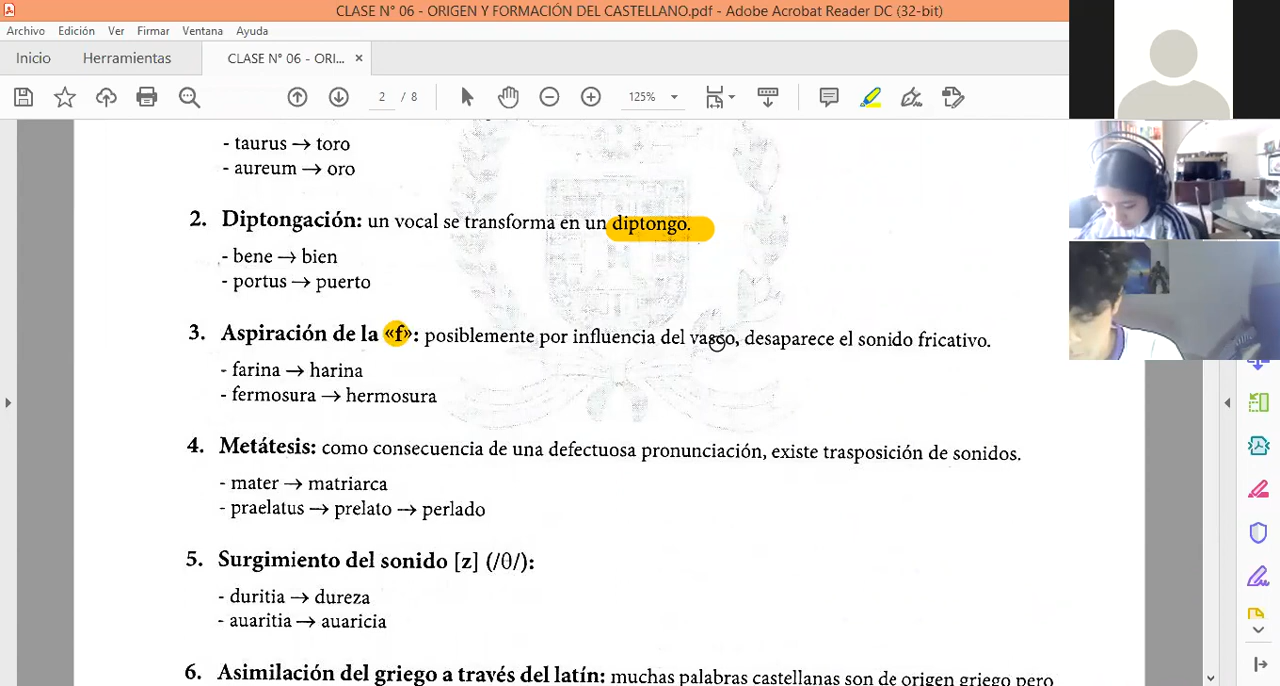 CLASE N° 06 - ORIGEN Y FORMACIÓN DEL CASTELLANO.pdf - Adobe Acrobat Reader DC (32-bit)
Archivo Edición Ver Firmar Ventana Ayuda
Inicio Herramientas CLASE N° 06 - ORI... ×
2 / 8 125%
- taurus → toro
- aureum → oro
2. Diptongación: un vocal se transforma en un diptongo.
- bene → bien
- portus → puerto
3. Aspiración de la «f»: posiblemente por influencia del vasco, desaparece el sonido fricativo.
- farina → harina
- fermosura → hermosura
4. Metátesis: como consecuencia de una defectuosa pronunciación, existe trasposición de sonidos.
- mater → matriarca
- praelatus → prelato → perlado
5. Surgimiento del sonido [z] (/θ/):
- duritia → dureza
- auaritia → auaricia
6. Asimilación del griego a través del latín: muchas palabras castellanas son de origen griego pero